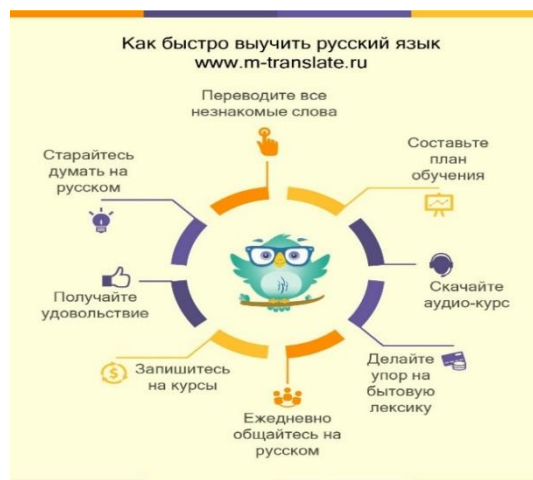 Как быстро выучить русский язык
www.m-translate.ru
Переводите все
незнакомые слова
Составьте
план
обучения
Скачайте
аудио-курс
Делайте
упор на
бытовую
лексику
Ежедневно
общайтесь на
русском
Запишитесь
на курсы
Получайте
удовольствие
Старайтесь
думать на
русском